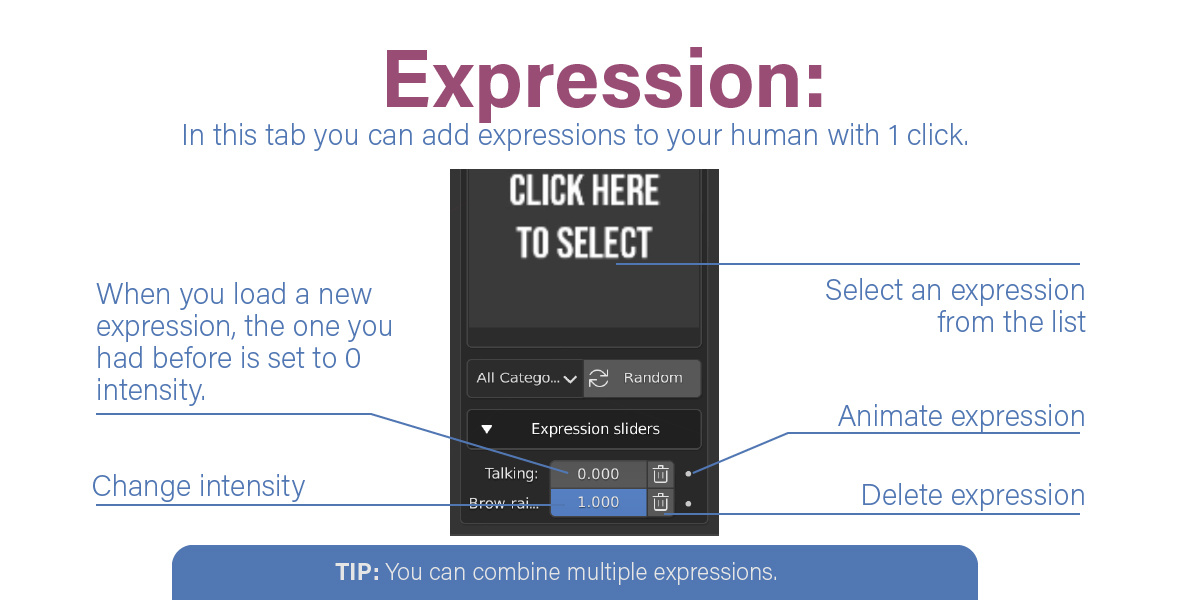 Expression:
In this tab you can add expressions to your human with 1 click.
CLICK HERE
TO SELECT
Select an expression
from the list
When you load a new
expression, the one you
had before is set to 0
intensity.
All Catego... Random
Expression sliders
Animate expression
Talking: 0.000
Change intensity
Brow rai... 1.000
Delete expression
TIP: You can combine multiple expressions.